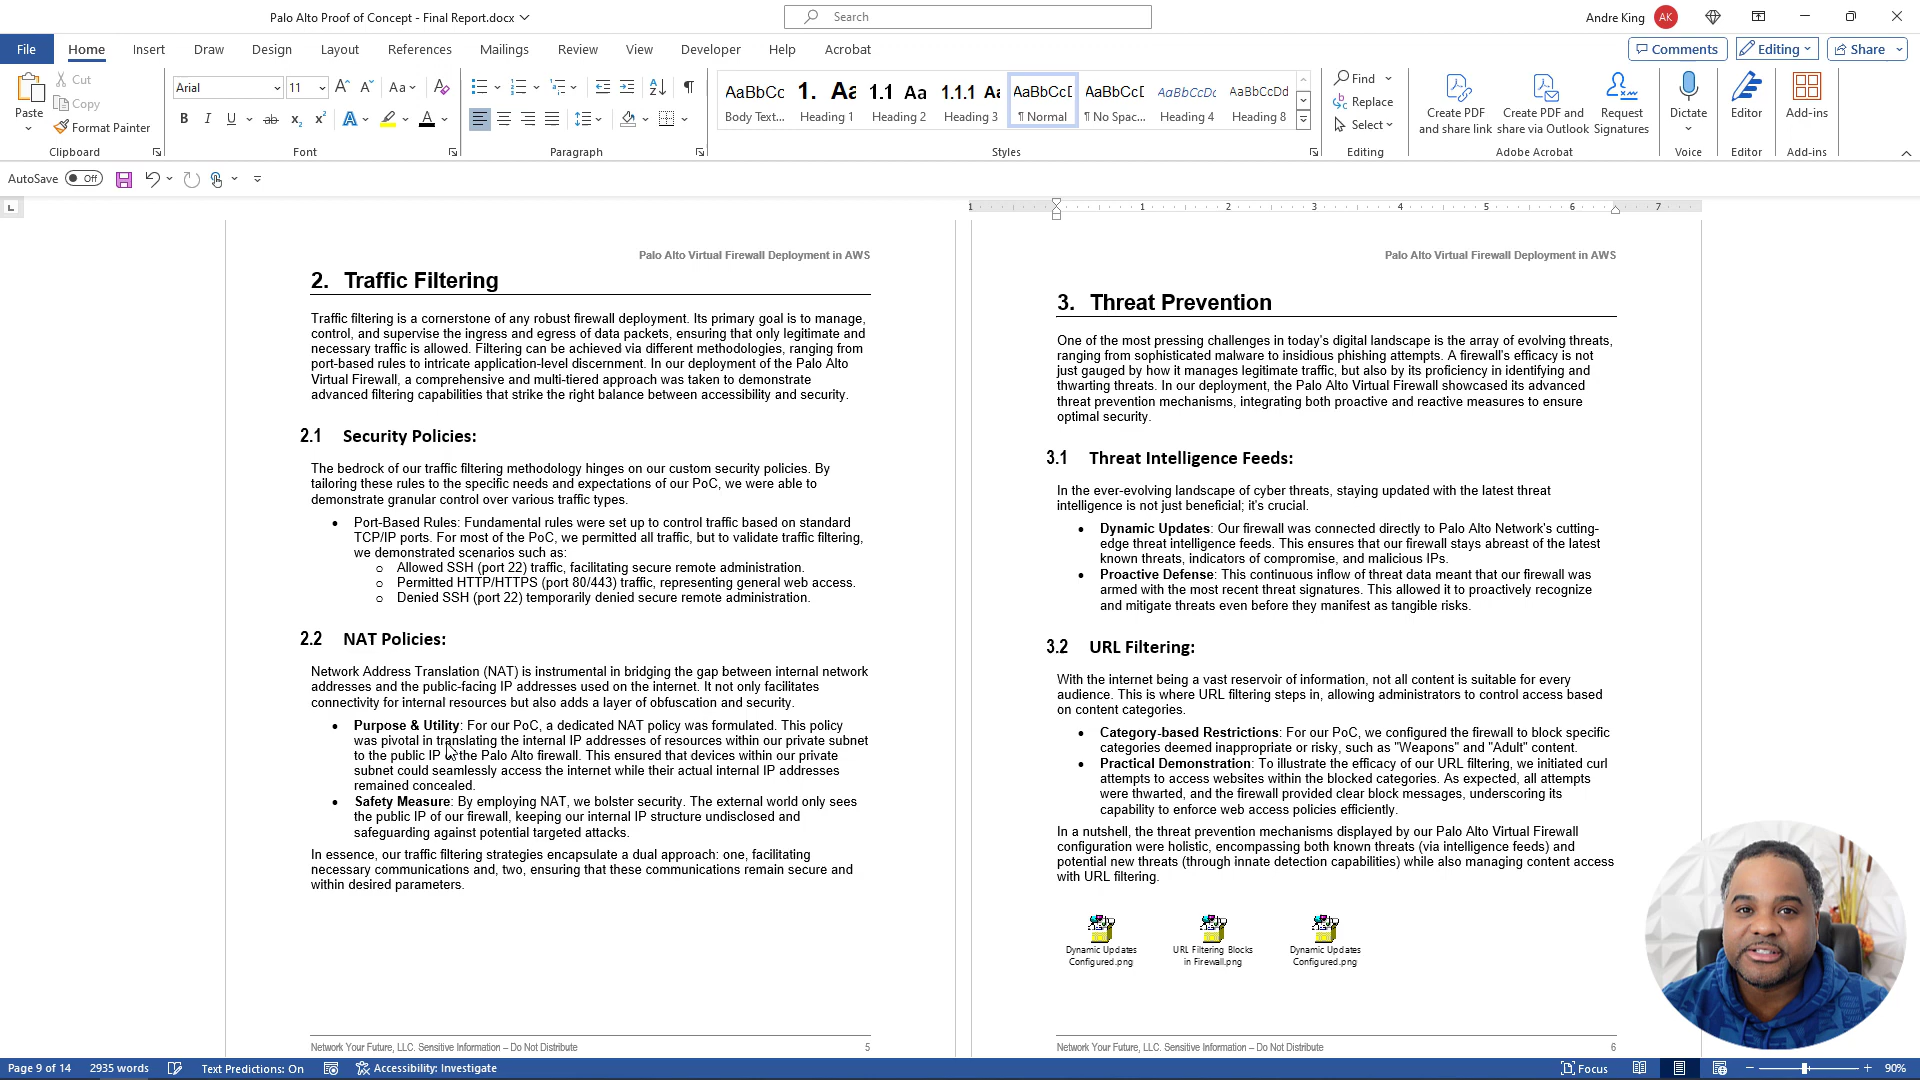 Palo Alto Proof of Concept - Final Report.docx
Search
Andre King
AK
File
Home
Insert
Draw
Design
Layout
References
Mailings
Review
View
Developer
Help
Acrobat
Comments
Editing
Share
Paste
Cut
Copy
Format Painter
Clipboard
Arial
11
Font
Paragraph
AaBbCc
Body Text...
1. Aa
Heading 1
1.1 Aa
Heading 2
1.1.1 Aa
Heading 3
AaBbCcD
¶ Normal
AaBbCcD
¶ No Spac...
AaBbCcDc
Heading 4
AaBbCcDd
Heading 8
Styles
Find
Replace
Select
Editing
Create PDF
and share link
Create PDF and
share via Outlook
Request
Signatures
Adobe Acrobat
Dictate
Voice
Editor
Editor
Add-ins
Add-ins
AutoSave
Off
1 1 2 3 4 5 6 7
Palo Alto Virtual Firewall Deployment in AWS
2. Traffic Filtering
Traffic filtering is a cornerstone of any robust firewall deployment. Its primary goal is to manage,
control, and supervise the ingress and egress of data packets, ensuring that only legitimate and
necessary traffic is allowed. Filtering can be achieved via different methodologies, ranging from
port-based rules to intricate application-level discernment. In our deployment of the Palo Alto
Virtual Firewall, a comprehensive and multi-tiered approach was taken to demonstrate
advanced filtering capabilities that strike the right balance between accessibility and security.
2.1 Security Policies:
The bedrock of our traffic filtering methodology hinges on our custom security policies. By
tailoring these rules to the specific needs and expectations of our PoC, we were able to
demonstrate granular control over various traffic types.
• Port-Based Rules: Fundamental rules were set up to control traffic based on standard
TCP/IP ports. For most of the PoC, we permitted all traffic, but to validate traffic filtering,
we demonstrated scenarios such as:
o Allowed SSH (port 22) traffic, facilitating secure remote administration.
o Permitted HTTP/HTTPS (port 80/443) traffic, representing general web access.
o Denied SSH (port 22) temporarily denied secure remote administration.
2.2 NAT Policies:
Network Address Translation (NAT) is instrumental in bridging the gap between internal network
addresses and the public-facing IP addresses used on the internet. It not only facilitates
connectivity for internal resources but also adds a layer of obfuscation and security.
• Purpose & Utility: For our PoC, a dedicated NAT policy was formulated. This policy
was pivotal in translating the internal IP addresses of resources within our private subnet
to the public IP of the Palo Alto firewall. This ensured that devices within our private
subnet could seamlessly access the internet while their actual internal IP addresses
remained concealed.
• Safety Measure: By employing NAT, we bolster security. The external world only sees
the public IP of our firewall, keeping our internal IP structure undisclosed and
safeguarding against potential targeted attacks.
In essence, our traffic filtering strategies encapsulate a dual approach: one, facilitating
necessary communications and, two, ensuring that these communications remain secure and
within desired parameters.
Network Your Future, LLC. Sensitive Information – Do Not Distribute 5
Palo Alto Virtual Firewall Deployment in AWS
3. Threat Prevention
One of the most pressing challenges in today's digital landscape is the array of evolving threats,
ranging from sophisticated malware to insidious phishing attempts. A firewall's efficacy is not
just gauged by how it manages legitimate traffic, but also by its proficiency in identifying and
thwarting threats. In our deployment, the Palo Alto Virtual Firewall showcased its advanced
threat prevention mechanisms, integrating both proactive and reactive measures to ensure
optimal security.
3.1 Threat Intelligence Feeds:
In the ever-evolving landscape of cyber threats, staying updated with the latest threat
intelligence is not just beneficial; it's crucial.
• Dynamic Updates: Our firewall was connected directly to Palo Alto Network's cutting-
edge threat intelligence feeds. This ensures that our firewall stays abreast of the latest
known threats, indicators of compromise, and malicious IPs.
• Proactive Defense: This continuous inflow of threat data meant that our firewall was
armed with the most recent threat signatures. This allowed it to proactively recognize
and mitigate threats even before they manifest as tangible risks.
3.2 URL Filtering:
With the internet being a vast reservoir of information, not all content is suitable for every
audience. This is where URL filtering steps in, allowing administrators to control access based
on content categories.
• Category-based Restrictions: For our PoC, we configured the firewall to block specific
categories deemed inappropriate or risky, such as "Weapons" and "Adult" content.
• Practical Demonstration: To illustrate the efficacy of our URL filtering, we initiated curl
attempts to access websites within the blocked categories. As expected, all attempts
were thwarted, and the firewall provided clear block messages, underscoring its
capability to enforce web access policies efficiently.
In a nutshell, the threat prevention mechanisms displayed by our Palo Alto Virtual Firewall
configuration were holistic, encompassing both known threats (via intelligence feeds) and
potential new threats (through innate detection capabilities) while also managing content access
with URL filtering.
Dynamic Updates
Configured.png
URL Filtering Blocks
in Firewall.png
Dynamic Updates
Configured.png
Network Your Future, LLC. Sensitive Information – Do Not Distribute 6
Page 9 of 14
2935 words
Text Predictions: On
Accessibility: Investigate
Focus
90%